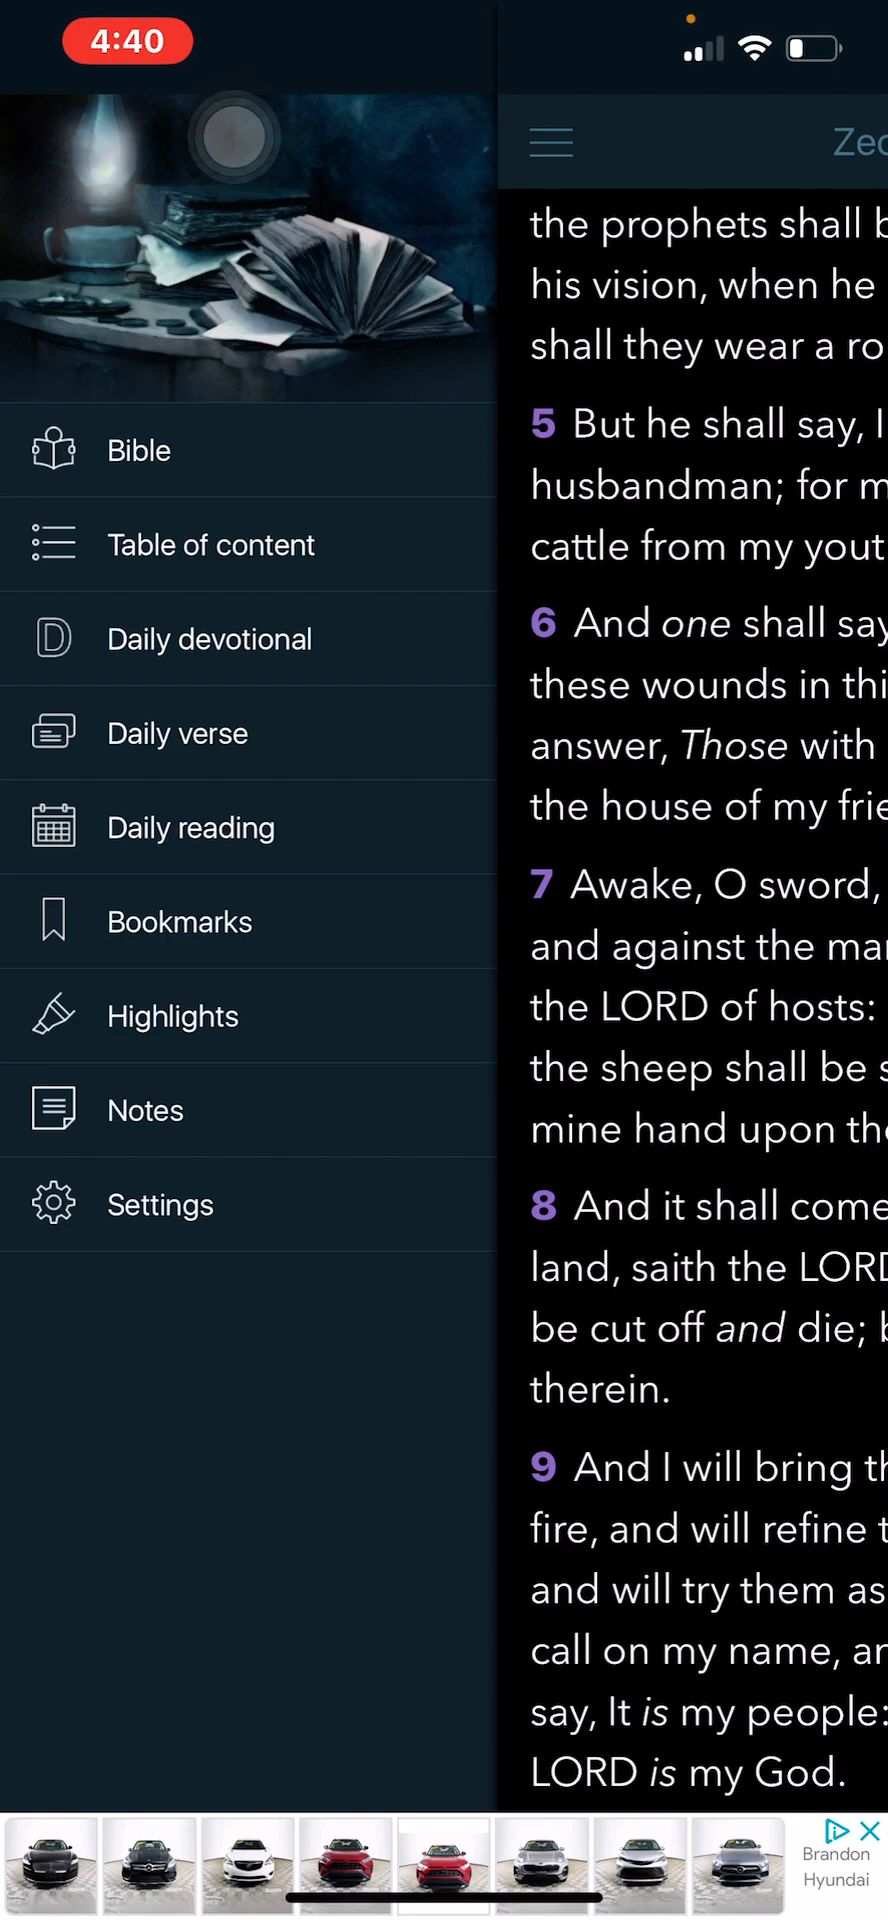 4:40
Bible
Table of content
Daily devotional
Daily verse
Daily reading
Bookmarks
Highlights
Notes
Settings
the prophets shall
his vision, when he
shall they wear a ro
5 But he shall say, I
husbandman; for m
cattle from my yout
6 And one shall say
these wounds in thi
answer, Those with
the house of my frie
7 Awake, O sword,
and against the ma
the LORD of hosts:
the sheep shall be s
mine hand upon the
8 And it shall come
land, saith the LORD
be cut off and die; b
therein.
9 And I will bring th
fire, and will refine t
and will try them as
call on my name, an
say, It is my people:
LORD is my God.
Brandon
Hyundai